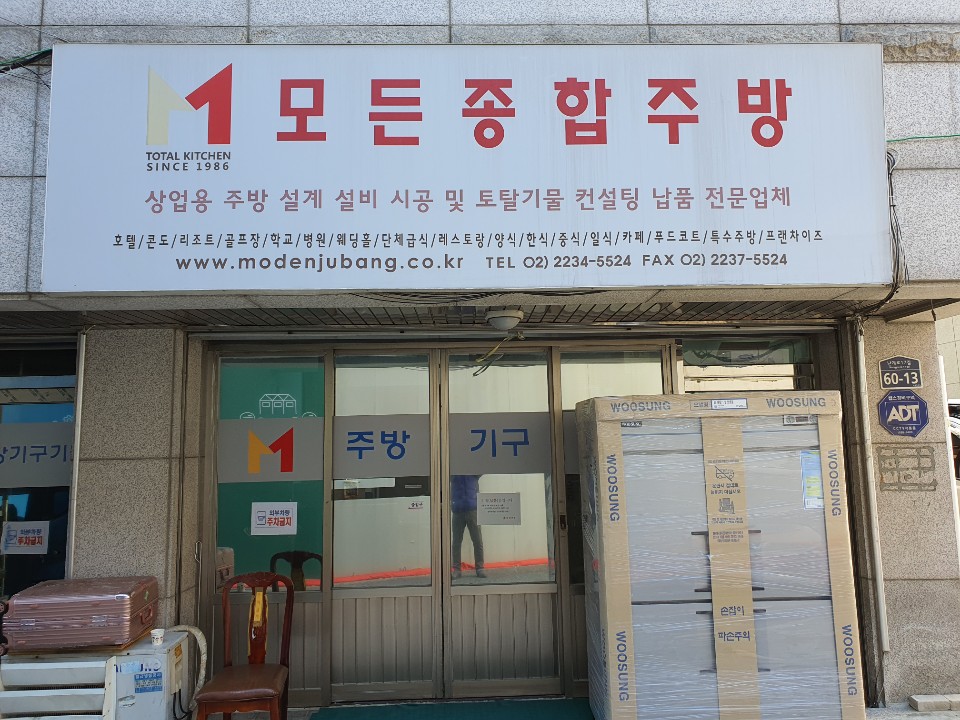 M 모든종합주방
TOTAL KITCHEN
SINCE 1986
상업용 주방 설계 설비 시공 및 토탈기물 컨설팅 납품 전문업체
호텔/콘도/리조트/골프장/학교/병원/웨딩홀/단체급식/레스토랑/양식/한식/중식/일식/카페/푸드코트/특수주방/프랜차이즈
www.modenjubang.co.kr TEL 02) 2234-5524 FAX 02) 2237-5524
60-13
ADT
M 주방 기구
외부차량
주차금지
주차금지
WOOSUNG WOOSUNG
WOOSUNG
WOOSUNG
WOOSUNG
WOOSUNG
손잡이
파손주의